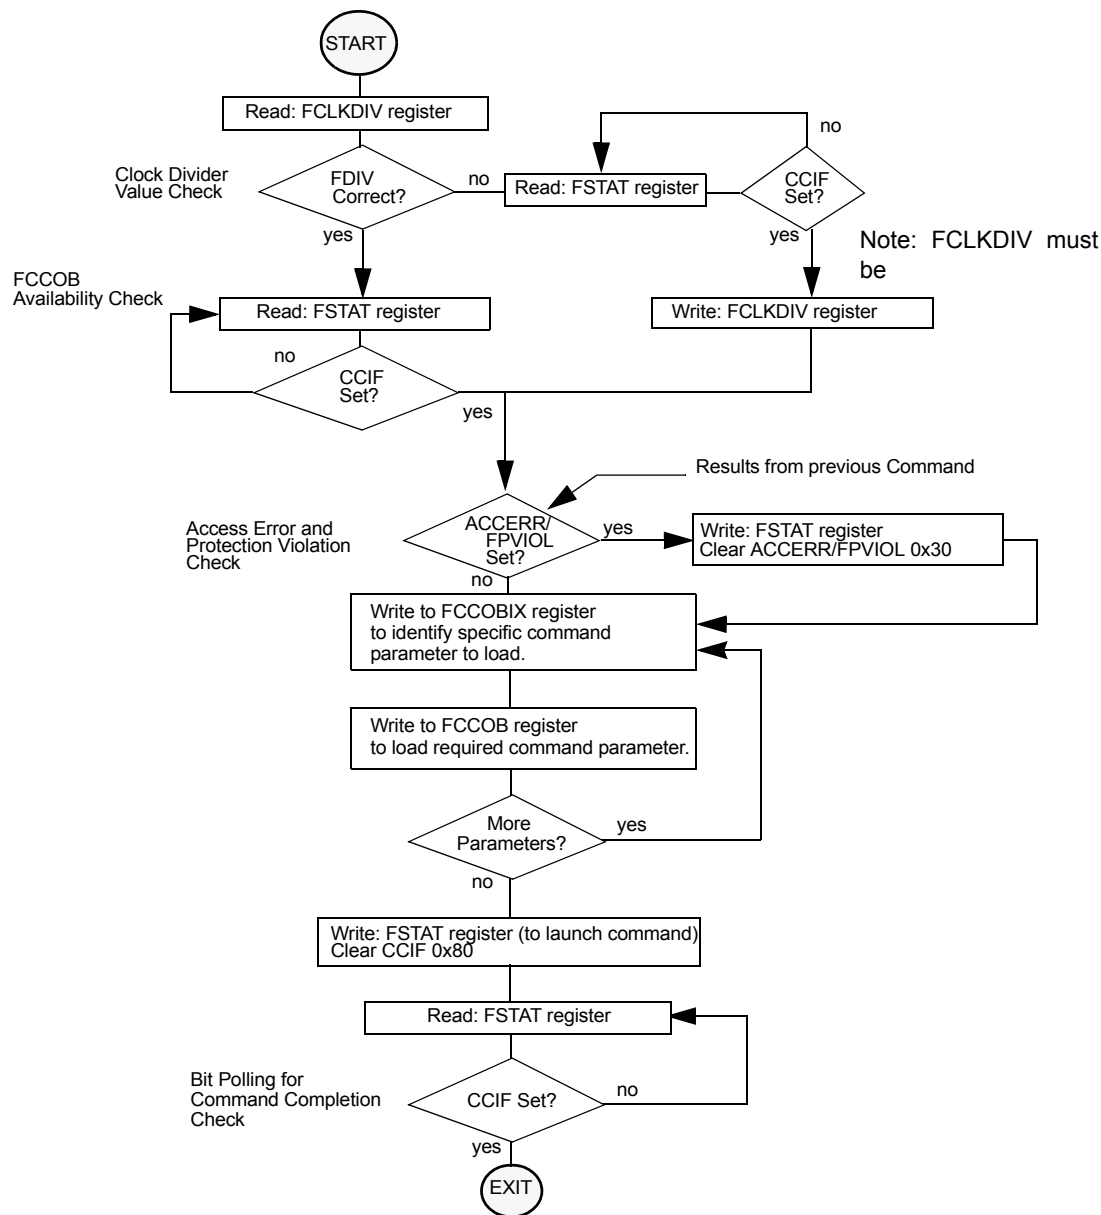 START
Read: FCLKDIV register
Clock Divider
Value Check
FDIV
Correct?
no
Read: FSTAT register
no
CCIF
Set?
yes
yes
Note: FCLKDIV must
be
FCCOB
Availability Check
Read: FSTAT register
Write: FCLKDIV register
no
CCIF
Set?
yes
Results from previous Command
Access Error and
Protection Violation
Check
ACCERR/
FPVIOL
Set?
yes
Write: FSTAT register
Clear ACCERR/FPVIOL 0x30
no
Write to FCCOBIX register
to identify specific command
parameter to load.
Write to FCCOB register
to load required command parameter.
More
Parameters?
yes
no
Write: FSTAT register (to launch command)
Clear CCIF 0x80
Read: FSTAT register
Bit Polling for
Command Completion
Check
CCIF Set?
no
yes
EXIT